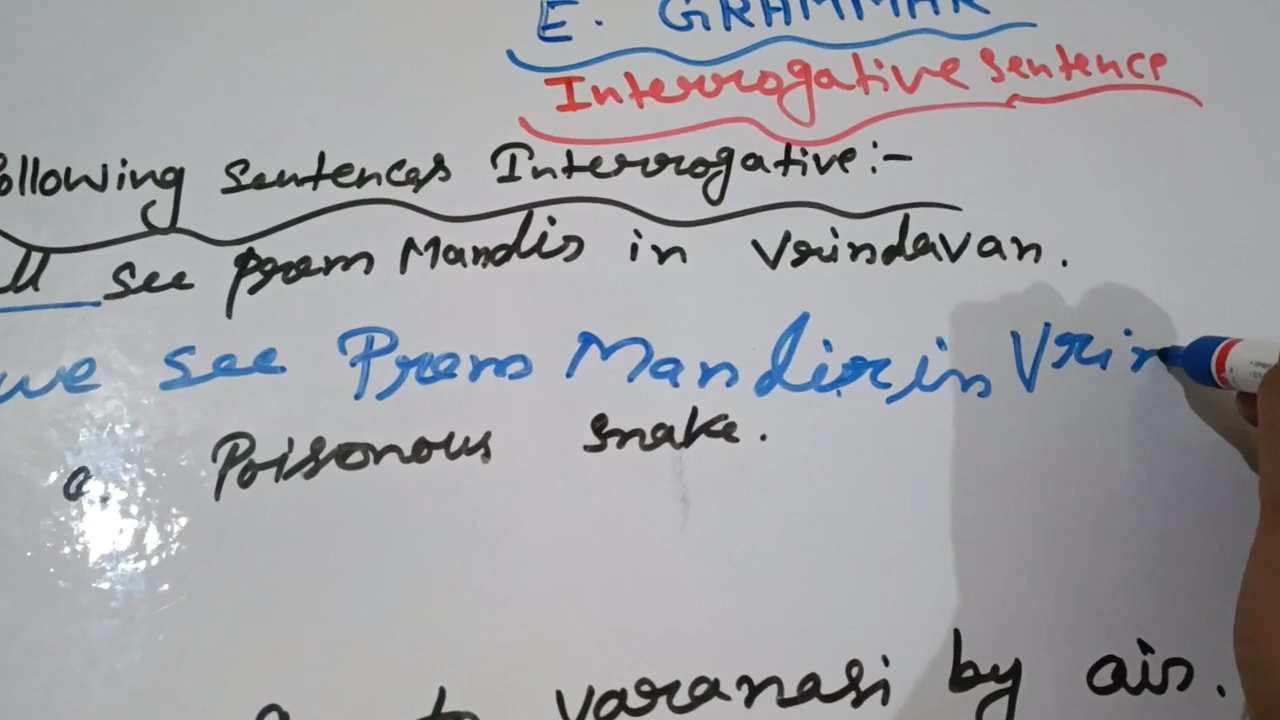 E. GRAMMAR
Interrogative Sentence
ollowing Sentences Interrogative:-
ll see Prem Mandir in Vrindavan.
we see Prem Mandir in Vrin
a Poisonous snake.
to varanasi by air.